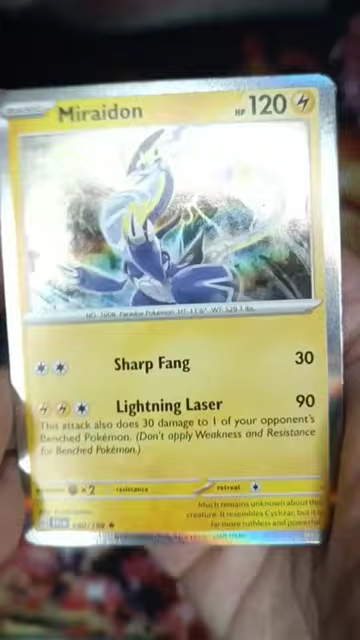 Miraidon
HP 120
NO. 1008 Paradox Pokémon HT: 11'6" WT: 529.1 lbs.
Sharp Fang 30
Lightning Laser 90
This attack also does 30 damage to 1 of your opponent's
Benched Pokémon. (Don't apply Weakness and Resistance
for Benched Pokémon.)
×2 resistance retreat
Much remains unknown about this
creature. It resembles Cyclizar, but it is
far more ruthless and powerful.